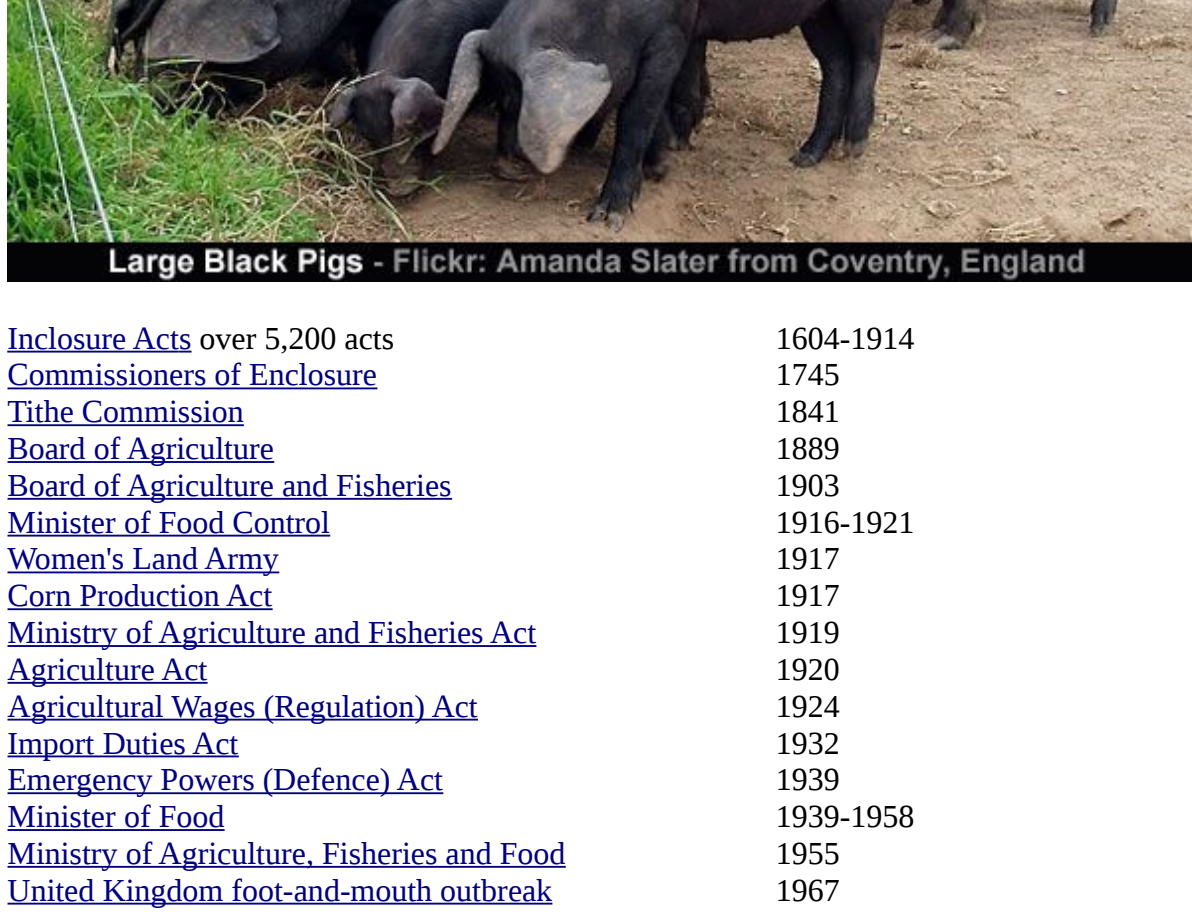 Large Black Pigs - Flickr: Amanda Slater from Coventry, England
Inclosure Acts over 5,200 acts 1604-1914
Commissioners of Enclosure 1745
Tithe Commission 1841
Board of Agriculture 1889
Board of Agriculture and Fisheries 1903
Minister of Food Control 1916-1921
Women's Land Army 1917
Corn Production Act 1917
Ministry of Agriculture and Fisheries Act 1919
Agriculture Act 1920
Agricultural Wages (Regulation) Act 1924
Import Duties Act 1932
Emergency Powers (Defence) Act 1939
Minister of Food 1939-1958
Ministry of Agriculture, Fisheries and Food 1955
United Kingdom foot-and-mouth outbreak 1967